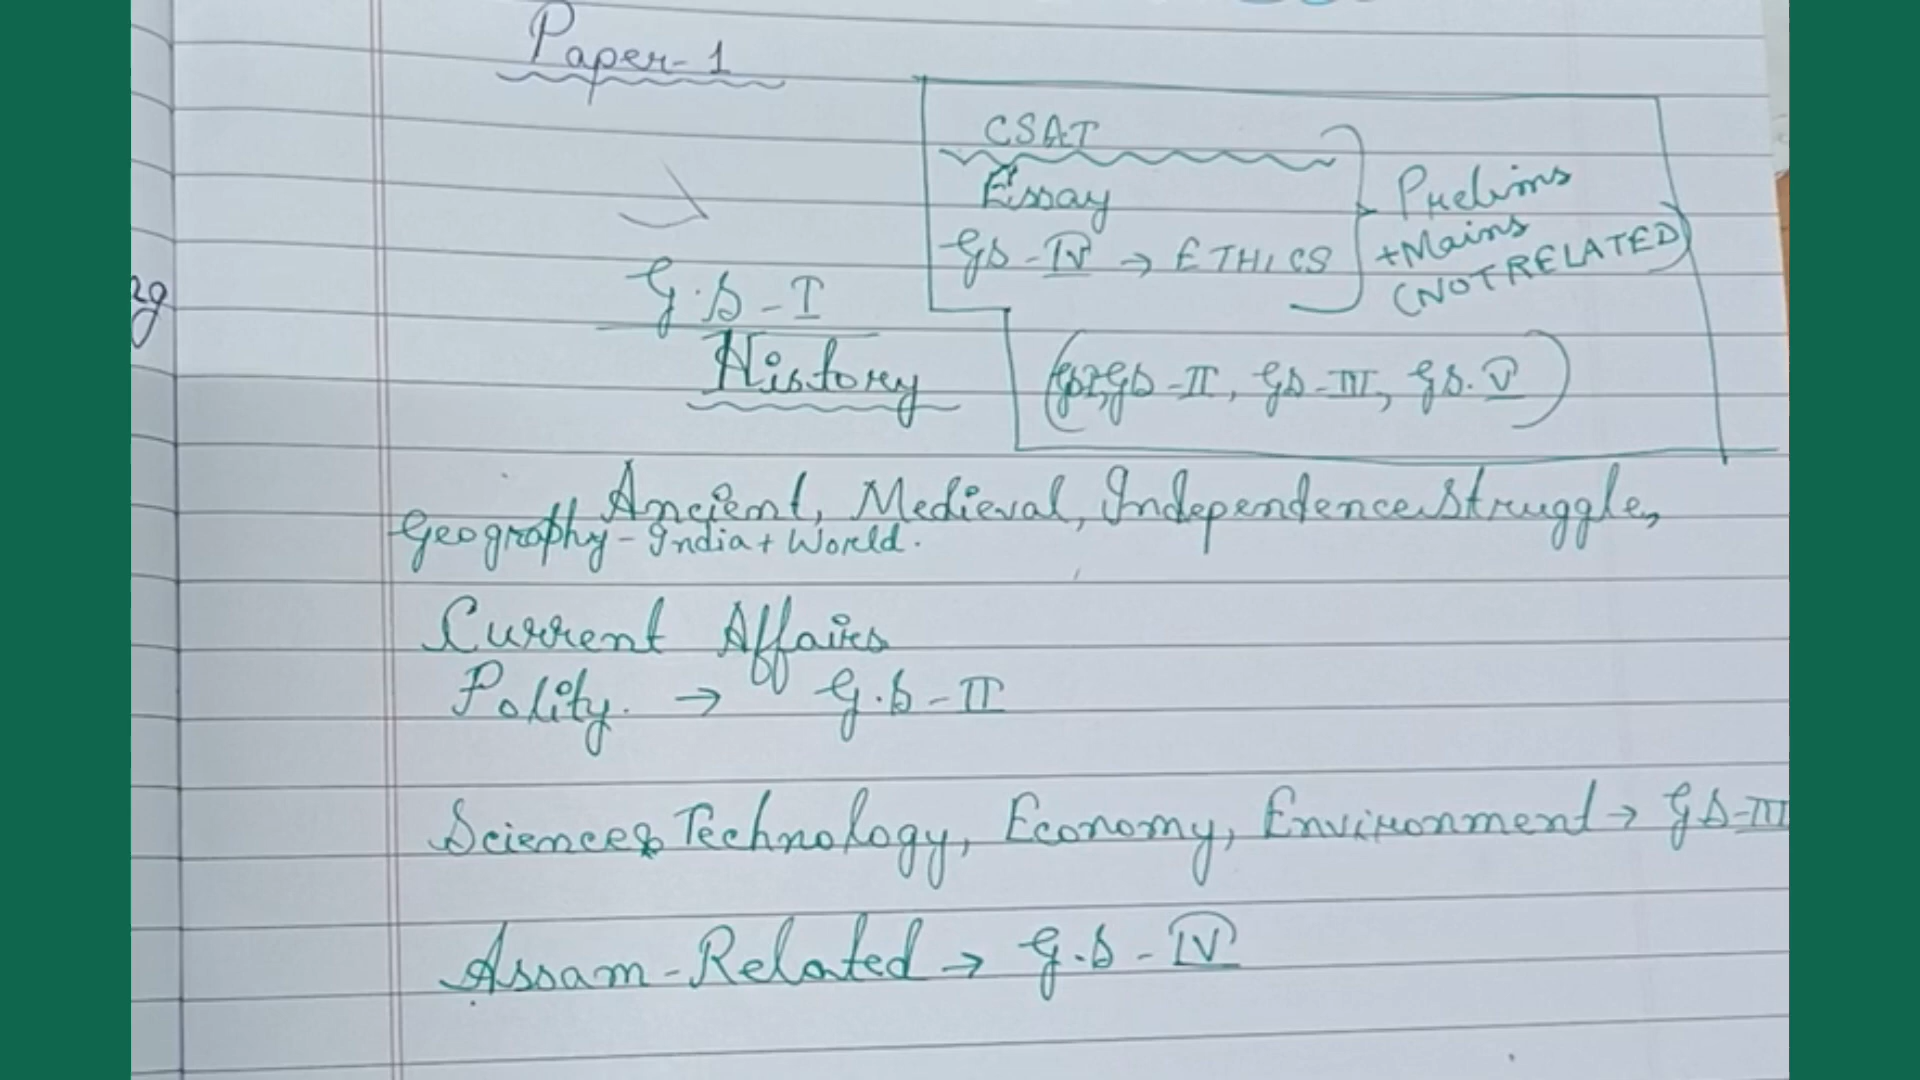 Paper-1
CSAT
Essay
GS-IV → ETHICS
Prelims
+Mains
(NOT RELATED)
G.S-I
History
(GSI, GS-II, GS-III, GS.V)
Ancient, Medieval, Independence Struggle,
Geography - India + World.
Current Affairs
Polity. → G.S-II
Science & Technology, Economy, Environment → GS-III
Assam-Related → G.S-IV